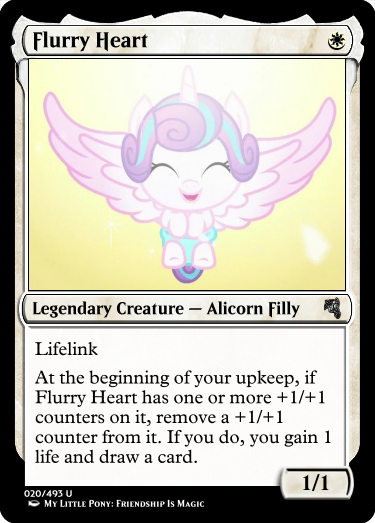 Flurry Heart
Legendary Creature — Alicorn Filly
Lifelink
At the beginning of your upkeep, if
Flurry Heart has one or more +1/+1
counters on it, remove a +1/+1
counter from it. If you do, you gain 1
life and draw a card.
1/1
020/493 U
My Little Pony: Friendship Is Magic